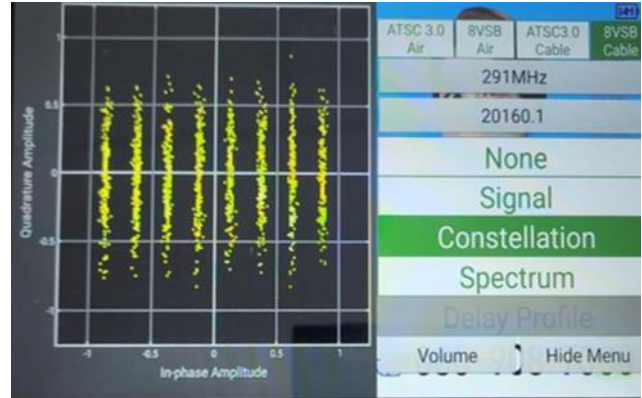 ATSC 3.0 Air
8VSB Air
ATSC3.0 Cable
8VSB Cable
291MHz
20160.1
None
Signal
Constellation
Spectrum
Delay Profile
Volume
Hide Menu
Quadrature Amplitude
1
0.5
0
-0.5
-1
-0.5
0
0.5
1
In-phase Amplitude